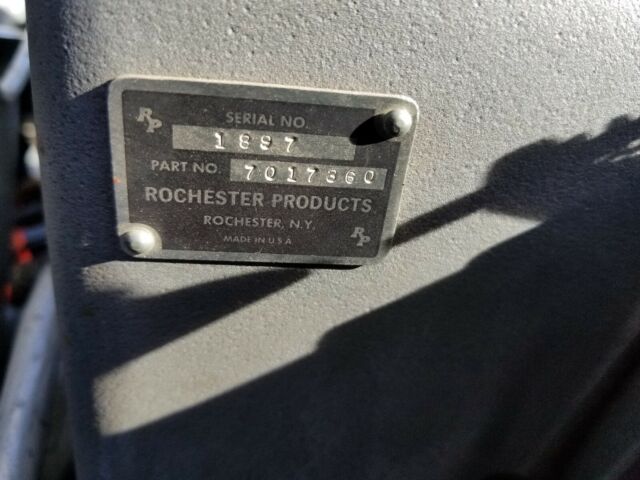 RP
SERIAL NO.
1897
PART NO. 7017360
ROCHESTER PRODUCTS
ROCHESTER, N.Y.
MADE IN U S A
RP